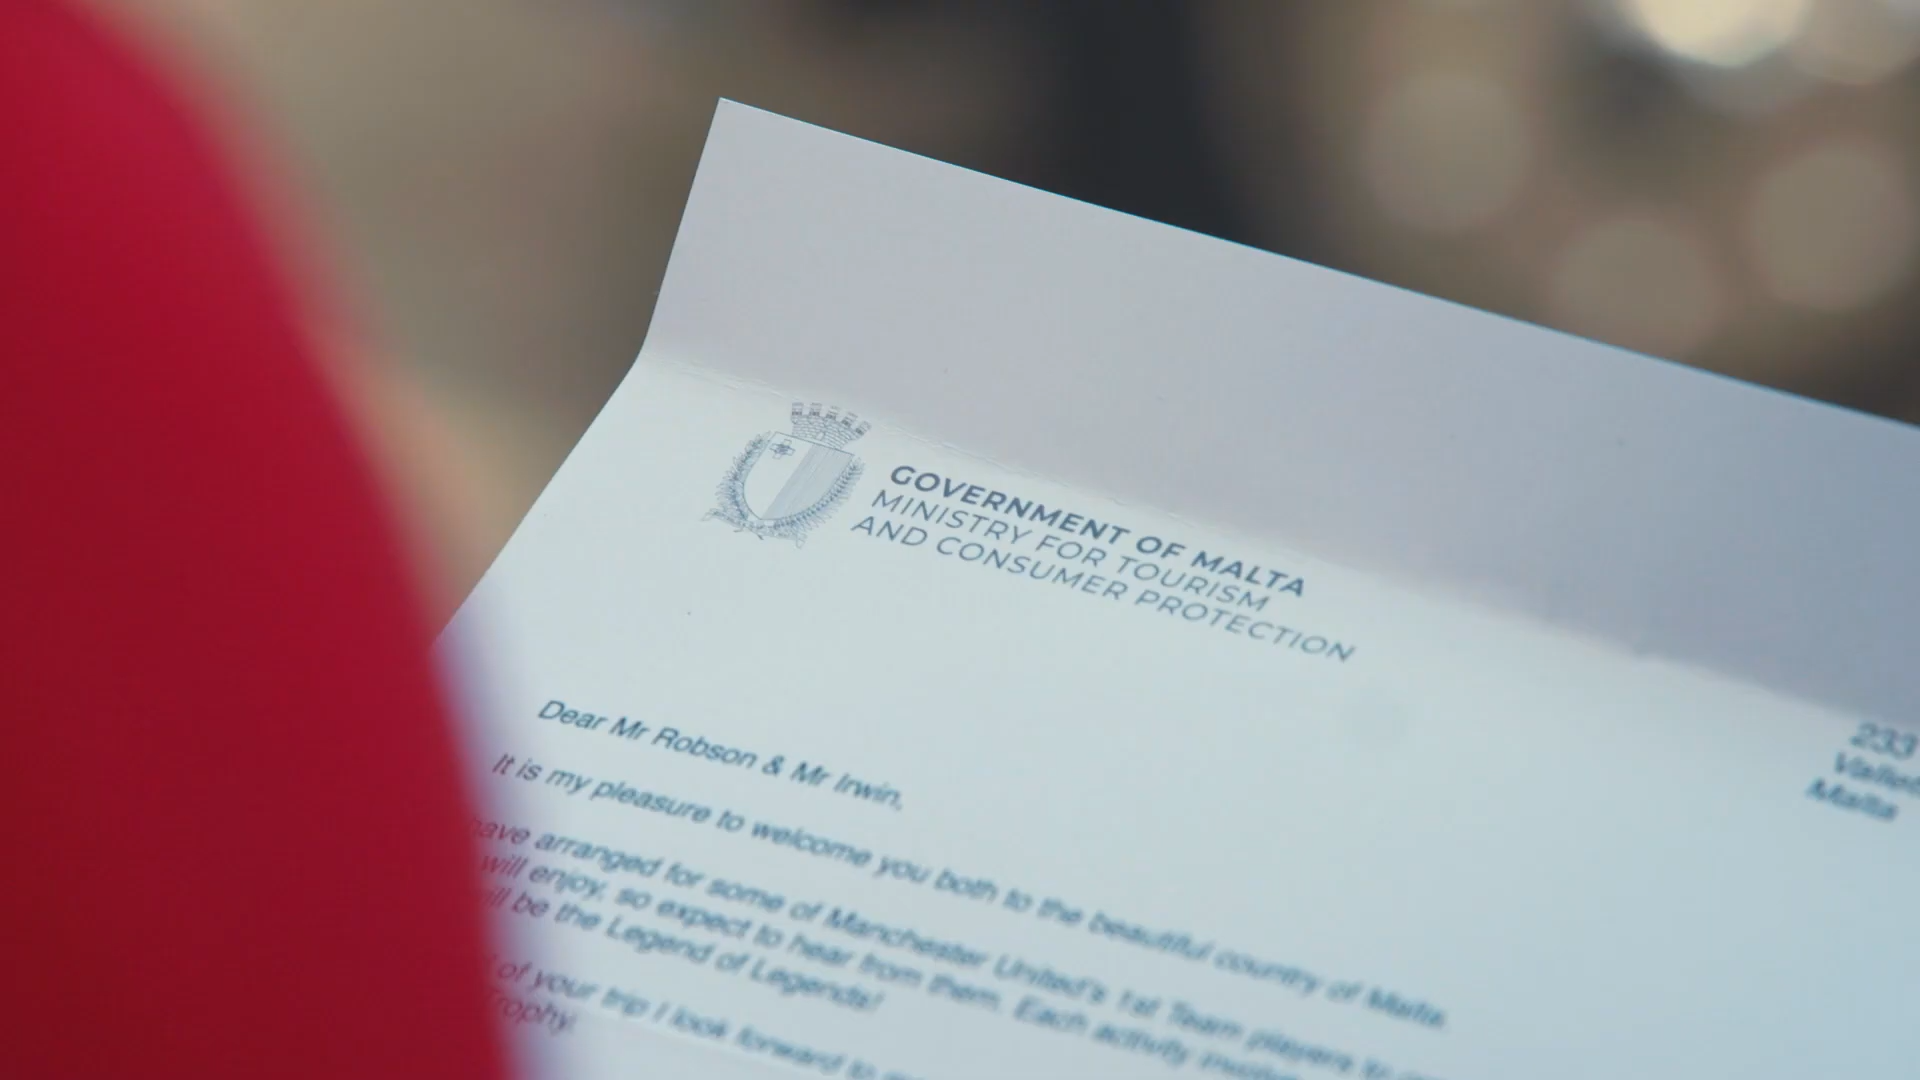 GOVERNMENT OF MALTA
MINISTRY FOR TOURISM
AND CONSUMER PROTECTION
233
Malta
Dear Mr Robson & Mr Irwin,
It is my pleasure to welcome you both to the beautiful country of Malta.
have arranged for some of Manchester United's 1st Team players to
will enjoy, so expect to hear from them. Each activity
will be the Legend of Legends!
of your trip I look forward to
trophy.